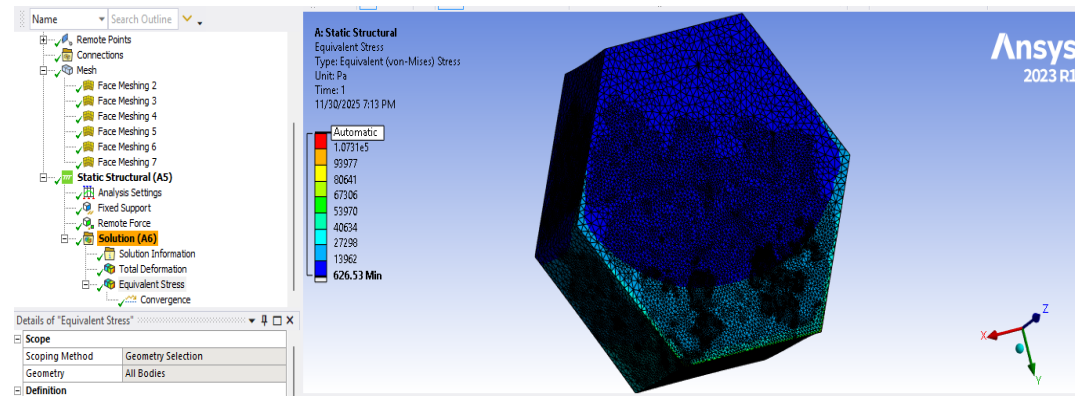 Name
Search Outline
Remote Points
Connections
Mesh
Face Meshing 2
Face Meshing 3
Face Meshing 4
Face Meshing 5
Face Meshing 6
Face Meshing 7
Static Structural (A5)
Analysis Settings
Fixed Support
Remote Force
Solution (A6)
Solution Information
Total Deformation
Equivalent Stress
Convergence
Details of "Equivalent Stress"
Scope
Scoping Method Geometry Selection
Geometry All Bodies
Definition
A: Static Structural
Equivalent Stress
Type: Equivalent (von-Mises) Stress
Unit: Pa
Time: 1
11/30/2025 7:13 PM
Automatic
1.0731e5
93977
80641
67306
53970
40634
27298
13962
626.53 Min
Ansys
2023 R1
Z
X
Y